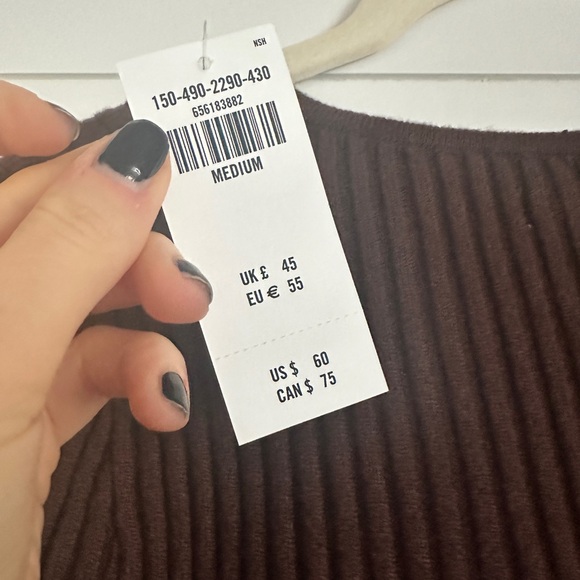 NSH
150-490-2290-430
656183882
MEDIUM
UK £ 45
EU € 55
US $ 60
CAN $ 75